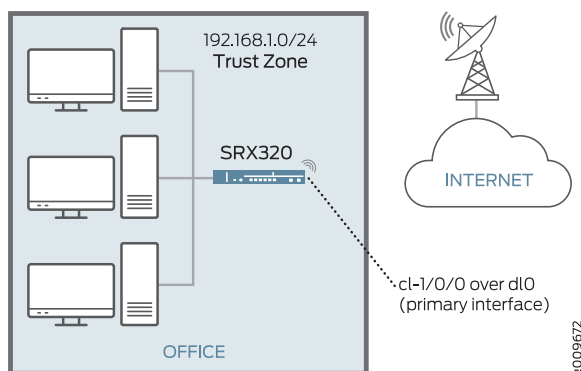 192.168.1.0/24
Trust Zone
SRX320
INTERNET
cl-1/0/0 over dl0
(primary interface)
OFFICE
g009672